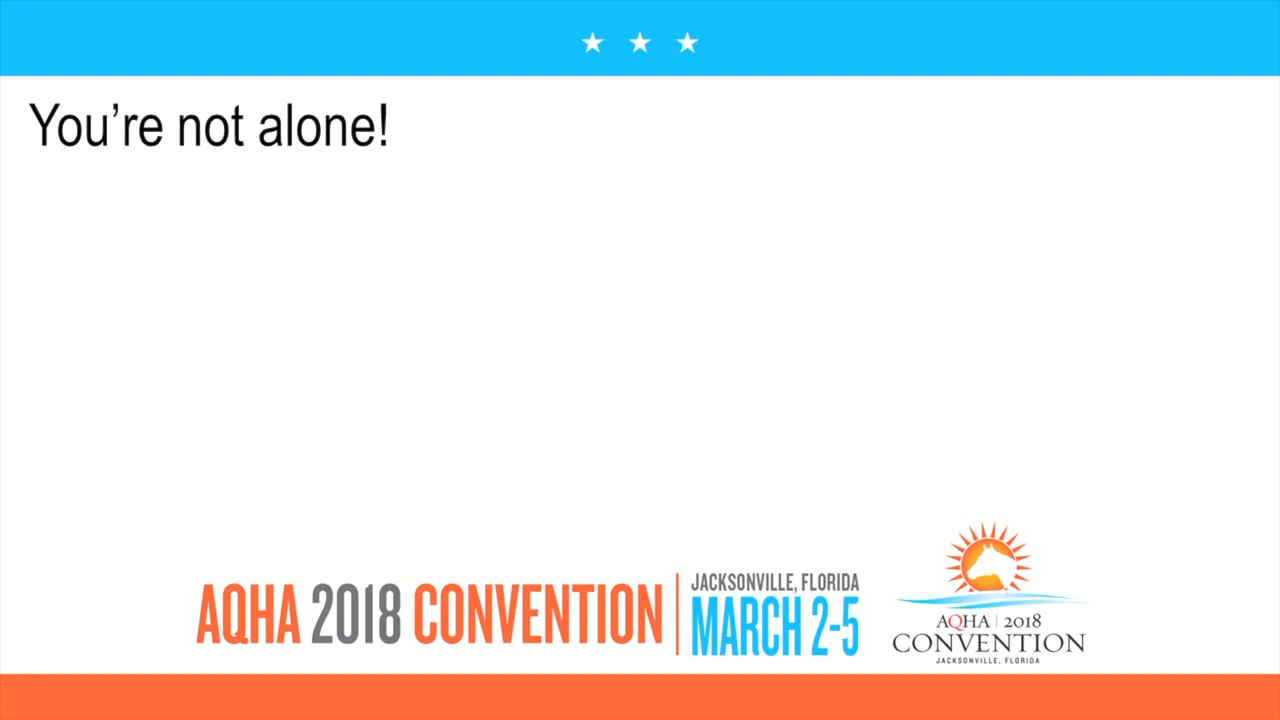 You’re not alone!
AQHA 2018 CONVENTION
JACKSONVILLE, FLORIDA
MARCH 2-5
AQHA | 2018
CONVENTION
JACKSONVILLE, FLORIDA